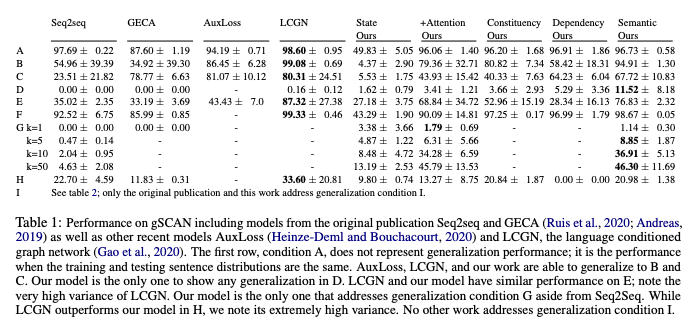 Seq2seq GECA AuxLoss LCGN State +Attention Constituency Dependency Semantic
Ours Ours Ours Ours Ours
A 97.69 ± 0.22 87.60 ± 1.19 94.19 ± 0.71 98.60 ± 0.95 49.83 ± 5.05 96.06 ± 1.40 96.20 ± 1.68 96.91 ± 1.86 96.73 ± 0.58
B 54.96 ± 39.39 34.92 ± 39.30 86.45 ± 6.28 99.08 ± 0.69 4.37 ± 2.90 79.36 ± 32.71 80.82 ± 7.34 58.42 ± 18.31 94.91 ± 1.30
C 23.51 ± 21.82 78.77 ± 6.63 81.07 ± 10.12 80.31 ± 24.51 5.53 ± 1.75 43.93 ± 15.42 40.33 ± 7.63 64.23 ± 6.04 67.72 ± 10.83
D 0.00 ± 0.00 0.00 ± 0.00 - 0.16 ± 0.12 1.62 ± 0.79 3.41 ± 1.21 3.66 ± 2.93 5.29 ± 3.36 11.52 ± 8.18
E 35.02 ± 2.35 33.19 ± 3.69 43.43 ± 7.0 87.32 ± 27.38 27.18 ± 3.75 68.84 ± 34.72 52.96 ± 15.19 28.34 ± 16.13 76.83 ± 2.32
F 92.52 ± 6.75 85.99 ± 0.85 - 99.33 ± 0.46 43.29 ± 1.90 90.09 ± 14.81 97.25 ± 0.17 96.99 ± 1.79 98.67 ± 0.05
G k=1 0.00 ± 0.00 0.00 ± 0.00 - - 3.38 ± 3.66 1.79 ± 0.69 - - 1.14 ± 0.30
k=5 0.47 ± 0.14 - - - 4.87 ± 1.22 6.31 ± 5.66 - - 8.85 ± 1.87
k=10 2.04 ± 0.95 - - - 8.48 ± 4.72 34.28 ± 6.59 - - 36.91 ± 5.13
k=50 4.63 ± 2.08 - - - 13.19 ± 2.53 45.79 ± 13.53 - - 46.30 ± 11.69
H 22.70 ± 4.59 11.83 ± 0.31 - 33.60 ± 20.81 9.80 ± 0.74 13.27 ± 8.75 20.84 ± 1.87 0.00 ± 0.00 20.98 ± 1.38
I See table 2; only the original publication and this work address generalization condition I.
Table 1: Performance on gSCAN including models from the original publication Seq2seq and GECA (Ruis et al., 2020; Andreas,
2019) as well as other recent models AuxLoss (Heinze-Deml and Bouchacourt, 2020) and LCGN, the language conditioned
graph network (Gao et al., 2020). The first row, condition A, does not represent generalization performance; it is the performance
when the training and testing sentence distributions are the same. AuxLoss, LCGN, and our work are able to generalize to B and
C. Our model is the only one to show any generalization in D. LCGN and our model have similar performance on E; note the
very high variance of LCGN. Our model is the only one that addresses generalization condition G aside from Seq2Seq. While
LCGN outperforms our model in H, we note its extremely high variance. No other work addresses generalization condition I.